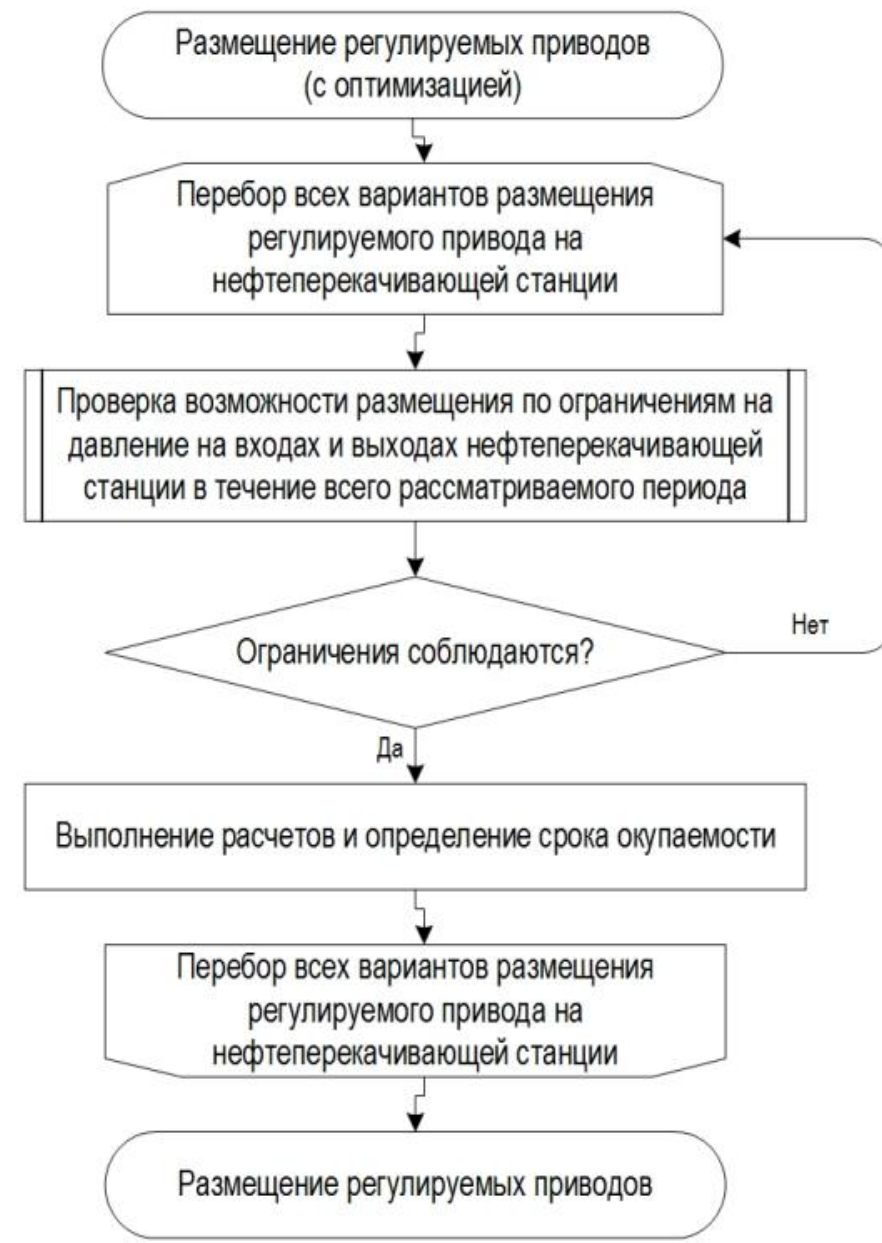 Размещение регулируемых приводов
(с оптимизацией)
Перебор всех вариантов размещения
регулируемого привода на
нефтеперекачивающей станции
Проверка возможности размещения по ограничениям на
давление на входах и выходах нефтеперекачивающей
станции в течение всего рассматриваемого периода
Ограничения соблюдаются?
Нет
Да
Выполнение расчетов и определение срока окупаемости
Перебор всех вариантов размещения
регулируемого привода на
нефтеперекачивающей станции
Размещение регулируемых приводов